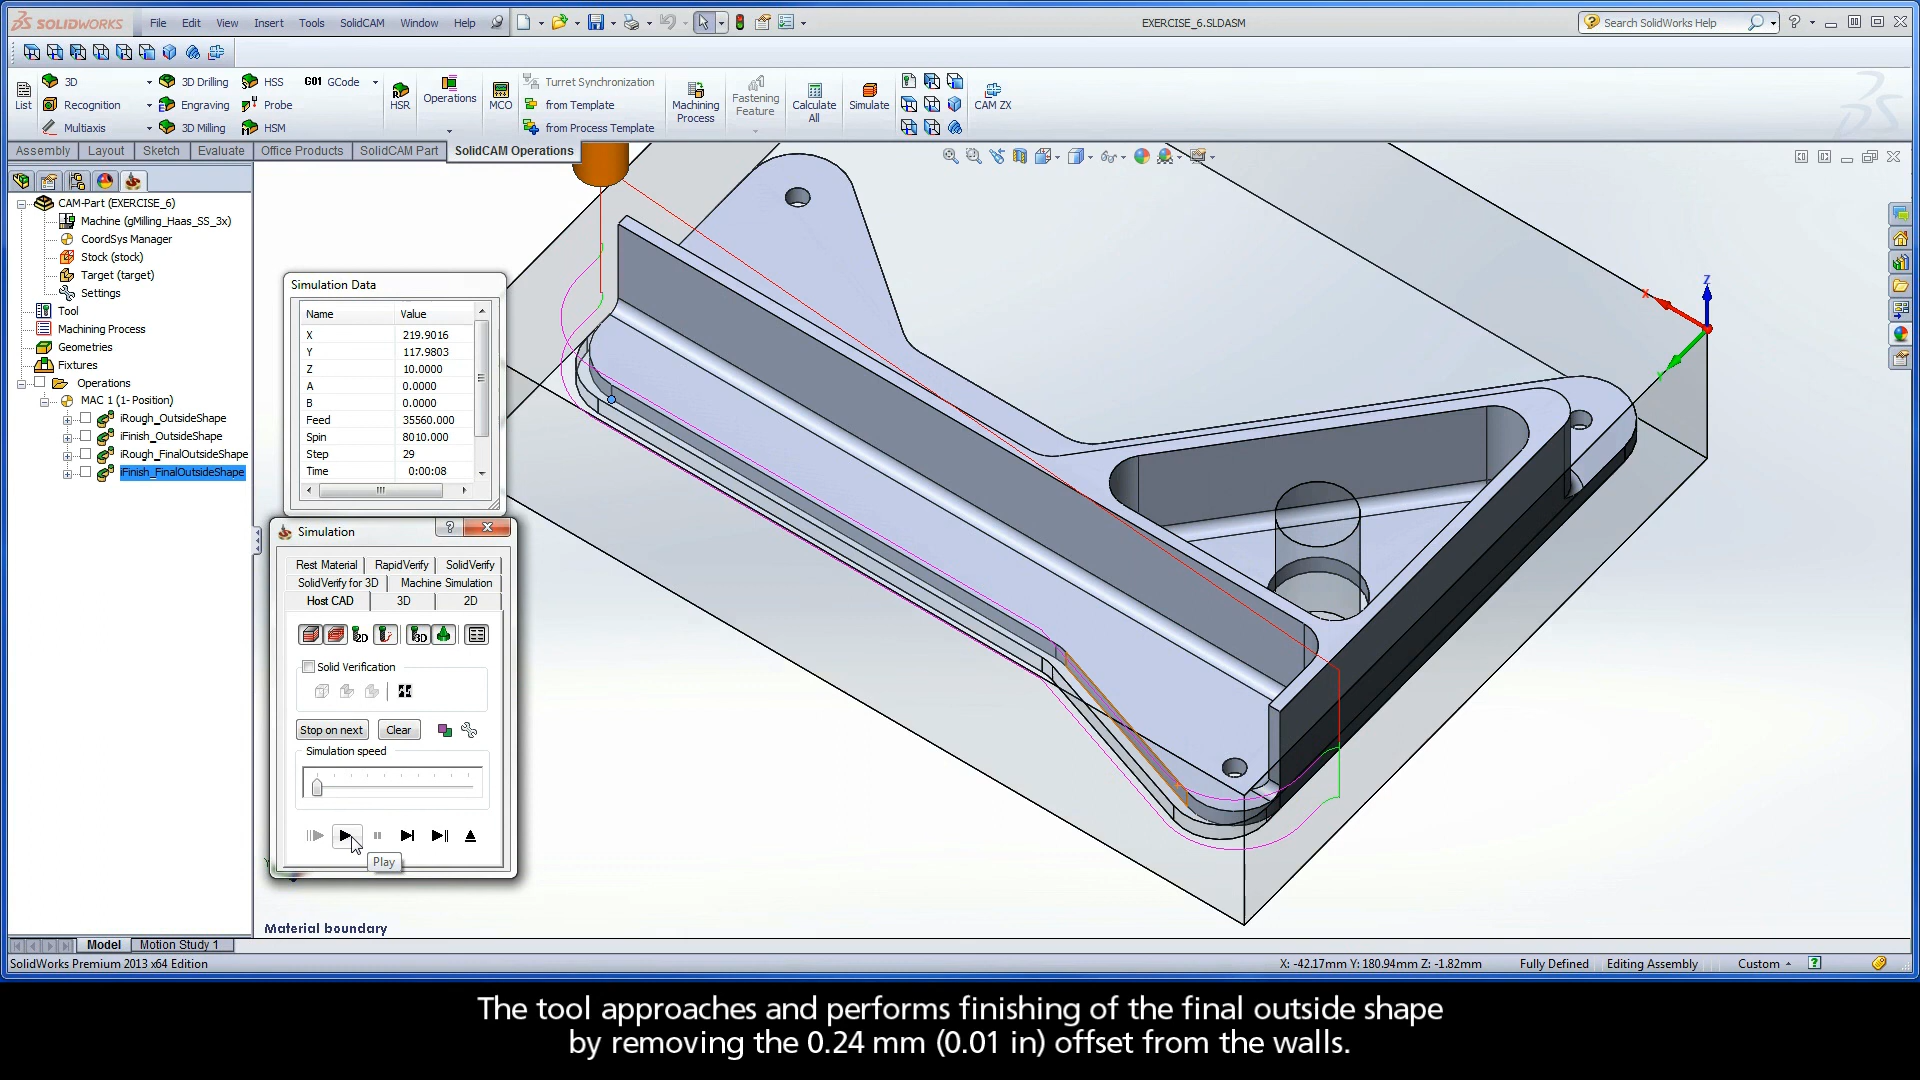 SOLIDWORKS File Edit View Insert Tools SolidCAM Window Help EXERCISE_6.SLDASM Search SolidWorks Help
3D 3D Drilling HSS G01 GCode Turret Synchronization
List Recognition Engraving Probe HSR Operations MCO from Template Machining Process Fastening Feature Calculate All Simulate CAM ZX
Multiaxis 3D Milling HSM from Process Template
Assembly Layout Sketch Evaluate Office Products SolidCAM Part SolidCAM Operations
CAM-Part (EXERCISE_6)
Machine (gMilling_Haas_SS_3x)
CoordSys Manager
Stock (stock)
Target (target)
Settings
Tool
Machining Process
Geometries
Fixtures
Operations
MAC 1 (1- Position)
iRough_OutsideShape
iFinish_OutsideShape
iRough_FinalOutsideShape
iFinish_FinalOutsideShape
Simulation Data
Name Value
X 219.9016
Y 117.9803
Z 10.0000
A 0.0000
B 0.0000
Feed 35560.000
Spin 8010.000
Step 29
Time 0:00:08
Simulation
Rest Material RapidVerify SolidVerify
SolidVerify for 3D Machine Simulation
Host CAD 3D 2D
2D 3D
Solid Verification
Stop on next Clear
Simulation speed
Play
Z
X
Y
Material boundary
Model Motion Study 1
SolidWorks Premium 2013 x64 Edition X: -42.17mm Y: 180.94mm Z: -1.82mm Fully Defined Editing Assembly Custom
The tool approaches and performs finishing of the final outside shape
by removing the 0.24 mm (0.01 in) offset from the walls.